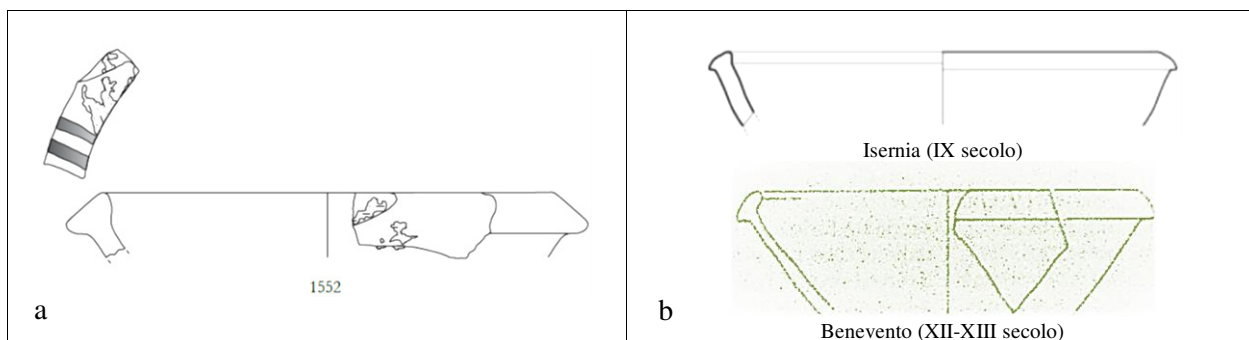 1552
a
Isernia (IX secolo)
b
Benevento (XII-XIII secolo)